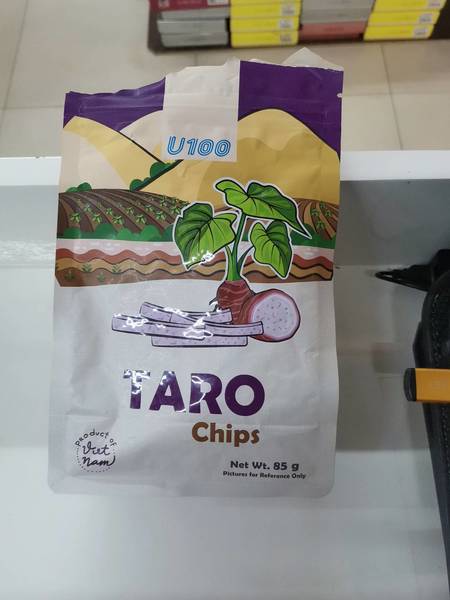 U100
TARO
Chips
Product of
Viet
Nam
Net Wt. 85 g
Pictures for Reference Only